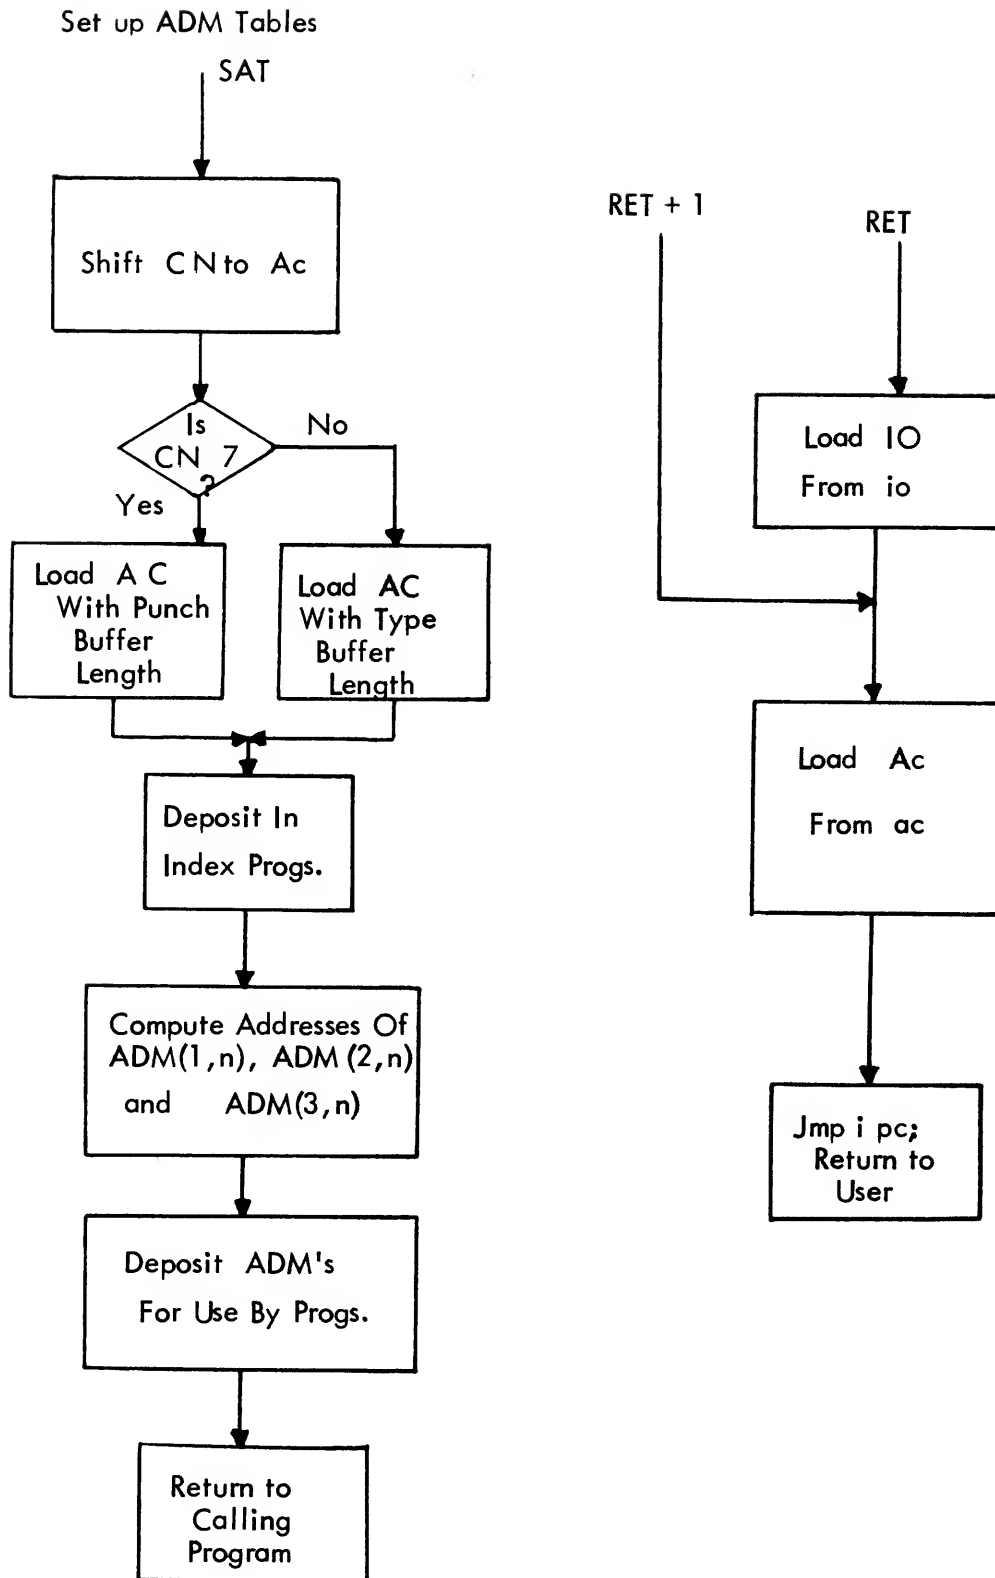 Set up ADM Tables
SAT
Shift CN to Ac
Is
CN 7
?
No
Yes
Load AC
With Punch
Buffer
Length
Load AC
With Type
Buffer
Length
Deposit In
Index Progs.
Compute Addresses Of
ADM(1,n), ADM (2,n)
and ADM(3,n)
Deposit ADM's
For Use By Progs.
Return to
Calling
Program
RET + 1
RET
Load IO
From io
Load Ac
From ac
Jmp i pc;
Return to
User